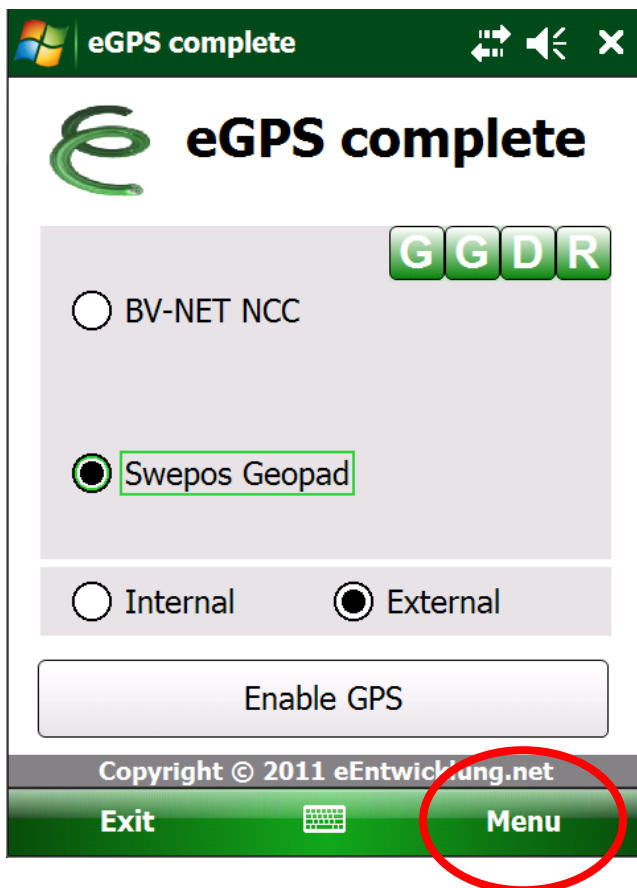 eGPS complete
eGPS complete
G G D R
BV-NET NCC
Swepos Geopad
Internal External
Enable GPS
Copyright © 2011 eEntwicklung.net
Exit Menu